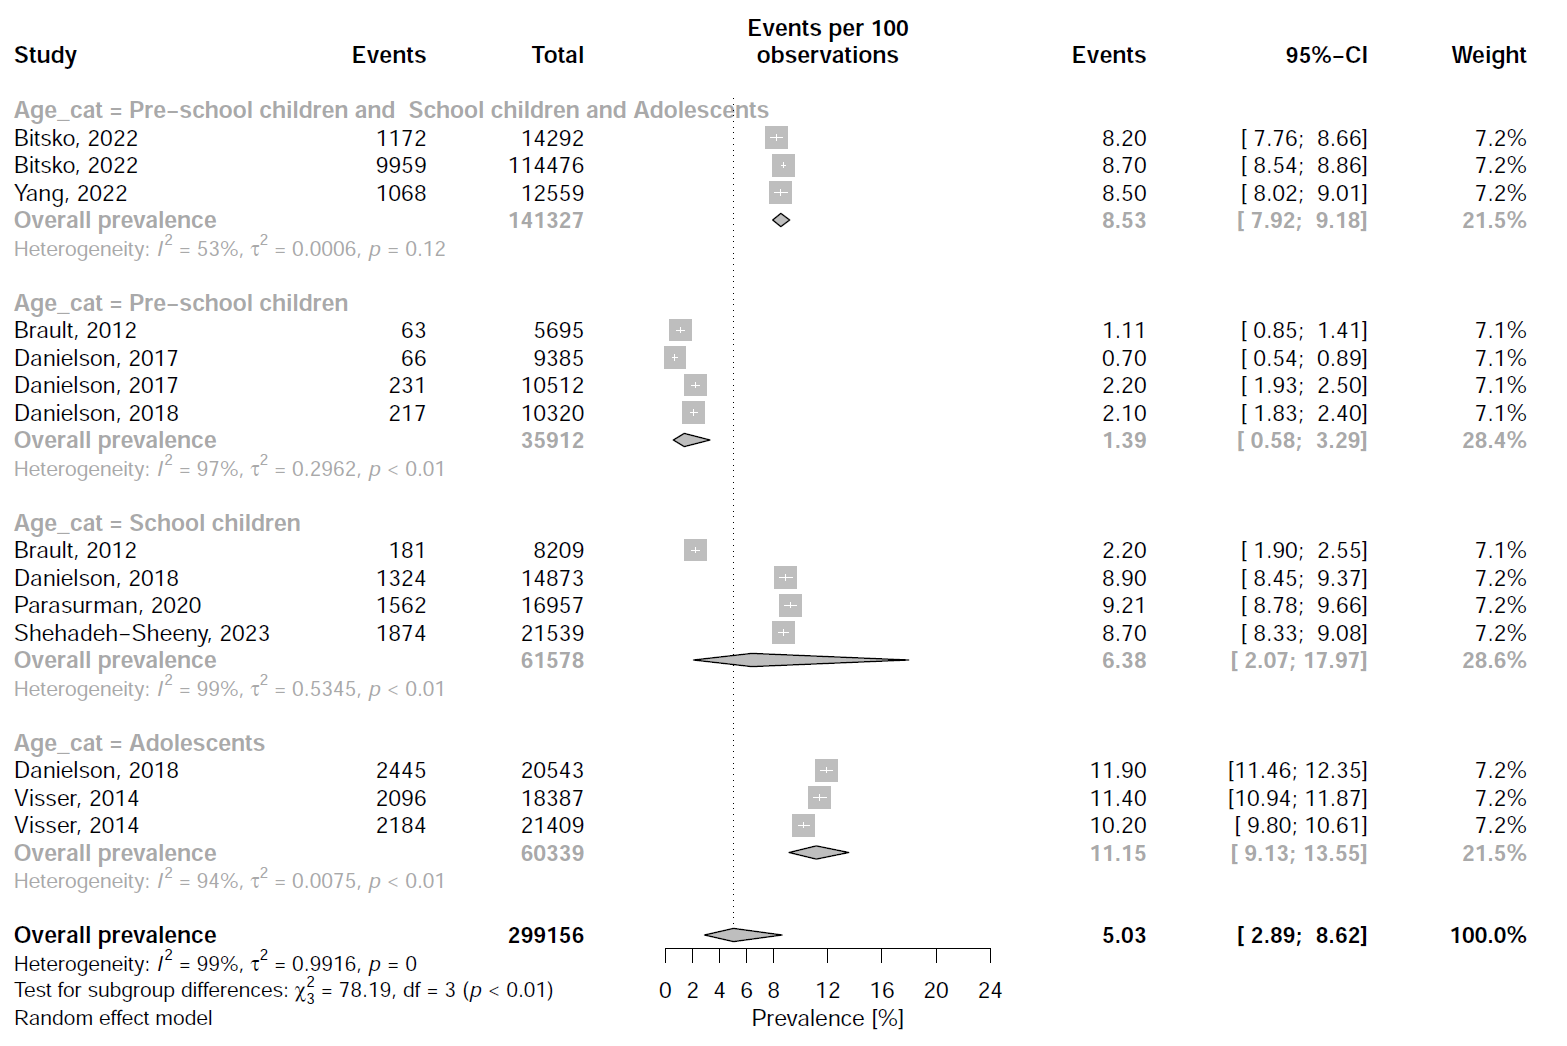 Events per 100
Study Events Total observations Events 95%−CI Weight
Age_cat = Pre−school children and  School children and Adolescents
Bitsko, 2022 1172 14292 8.20 [ 7.76;  8.66] 7.2%
Bitsko, 2022 9959 114476 8.70 [ 8.54;  8.86] 7.2%
Yang, 2022 1068 12559 8.50 [ 8.02;  9.01] 7.2%
Overall prevalence 141327 8.53 [ 7.92;  9.18] 21.5%
Heterogeneity: I² = 53%, τ² = 0.0006, p = 0.12
Age_cat = Pre−school children
Brault, 2012 63 5695 1.11 [ 0.85;  1.41] 7.1%
Danielson, 2017 66 9385 0.70 [ 0.54;  0.89] 7.1%
Danielson, 2017 231 10512 2.20 [ 1.93;  2.50] 7.1%
Danielson, 2018 217 10320 2.10 [ 1.83;  2.40] 7.1%
Overall prevalence 35912 1.39 [ 0.58;  3.29] 28.4%
Heterogeneity: I² = 97%, τ² = 0.2962, p < 0.01
Age_cat = School children
Brault, 2012 181 8209 2.20 [ 1.90;  2.55] 7.1%
Danielson, 2018 1324 14873 8.90 [ 8.45;  9.37] 7.2%
Parasurman, 2020 1562 16957 9.21 [ 8.78;  9.66] 7.2%
Shehadeh−Sheeny, 2023 1874 21539 8.70 [ 8.33;  9.08] 7.2%
Overall prevalence 61578 6.38 [ 2.07; 17.97] 28.6%
Heterogeneity: I² = 99%, τ² = 0.5345, p < 0.01
Age_cat = Adolescents
Danielson, 2018 2445 20543 11.90 [11.46; 12.35] 7.2%
Visser, 2014 2096 18387 11.40 [10.94; 11.87] 7.2%
Visser, 2014 2184 21409 10.20 [ 9.80; 10.61] 7.2%
Overall prevalence 60339 11.15 [ 9.13; 13.55] 21.5%
Heterogeneity: I² = 94%, τ² = 0.0075, p < 0.01
Overall prevalence 299156 5.03 [ 2.89;  8.62] 100.0%
Heterogeneity: I² = 99%, τ² = 0.9916, p = 0
Test for subgroup differences: χ²₃ = 78.19, df = 3 (p < 0.01)
0 2 4 6 8 12 16 20 24
Random effect model
Prevalence [%]